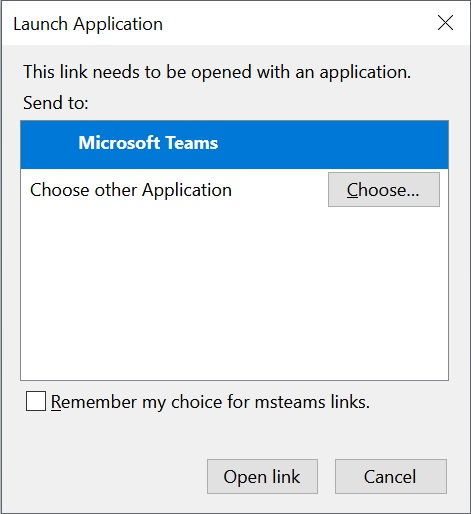 Launch Application
This link needs to be opened with an application.
Send to:
Microsoft Teams
Choose other Application
Choose...
Remember my choice for msteams links.
Open link
Cancel